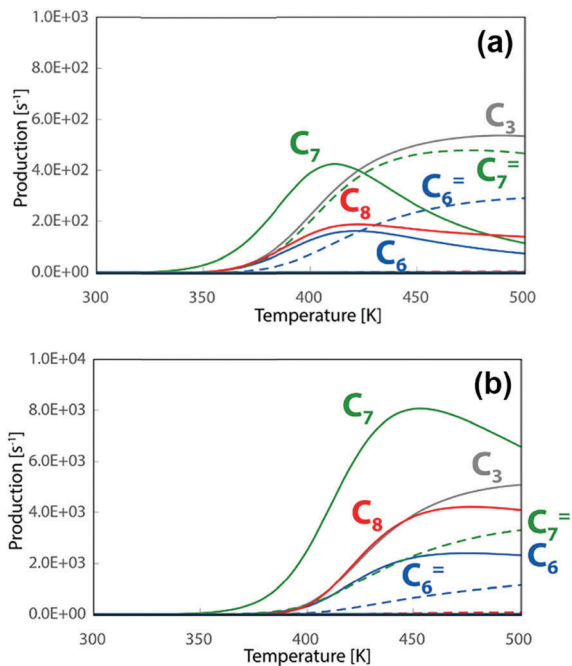 (a)
1.0E+03
8.0E+02
6.0E+02
4.0E+02
2.0E+02
0.0E+00
Production [s⁻¹]
C₇
C₃
C₇⁼
C₆⁼
C₈
C₆
300 350 400 450 500
Temperature [K]
(b)
1.0E+04
8.0E+03
6.0E+03
4.0E+03
2.0E+03
0.0E+00
Production [s⁻¹]
C₇
C₃
C₈
C₇⁼
C₆⁼
C₆
300 350 400 450 500
Temperature [K]